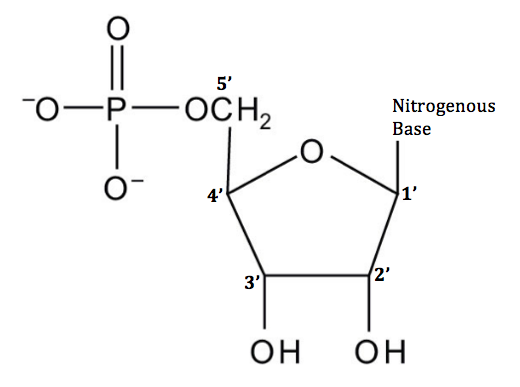 O
5'
⁻O P OCH₂
Nitrogenous
Base
O⁻
O
4' 1'
3' 2'
OH OH